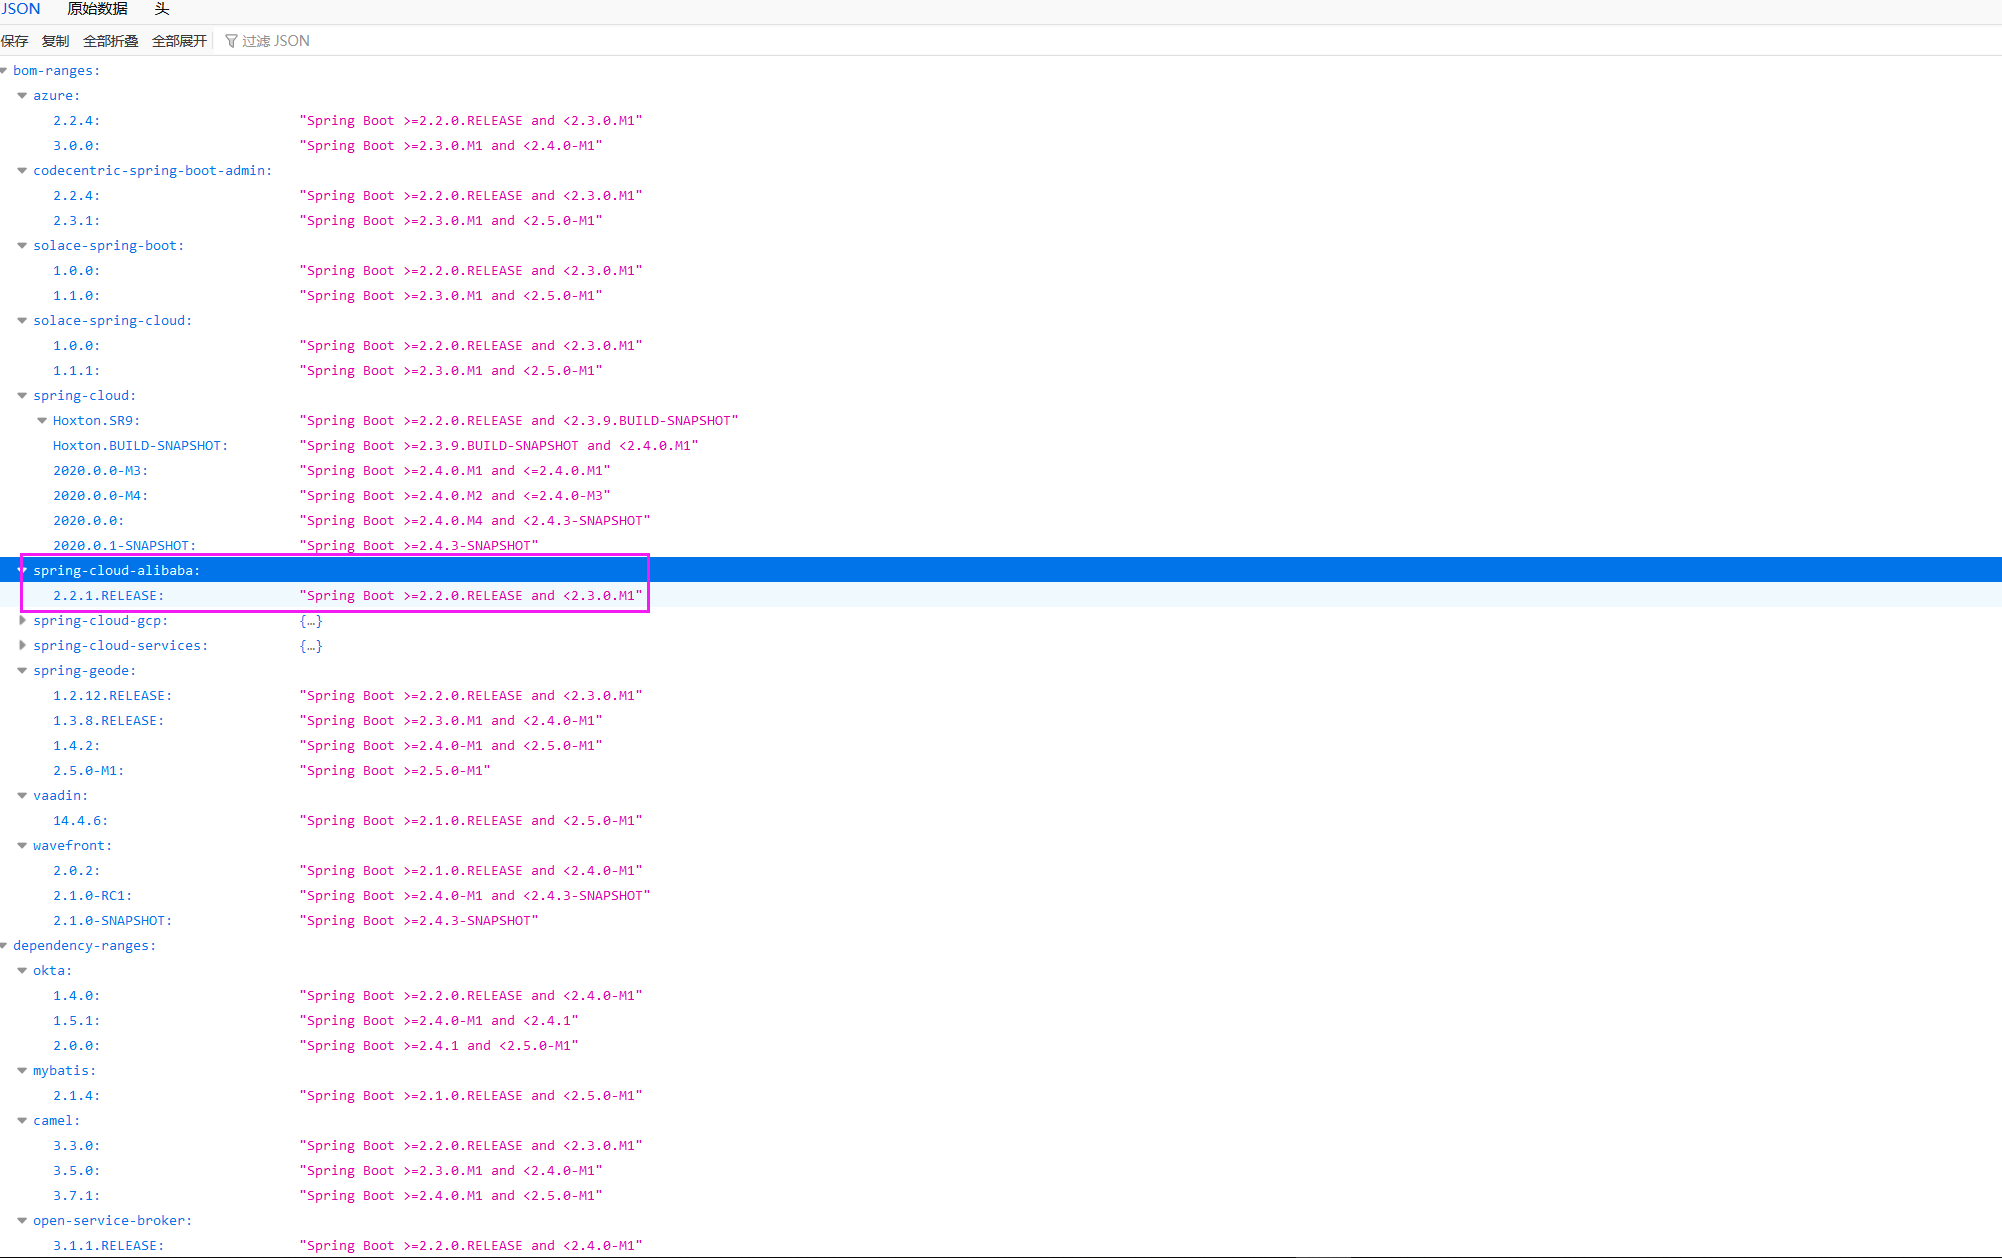 JSON 原始数据 头
保存 复制 全部折叠 全部展开 过滤 JSON
bom-ranges:
azure:
2.2.4: "Spring Boot >=2.2.0.RELEASE and <2.3.0.M1"
3.0.0: "Spring Boot >=2.3.0.M1 and <2.4.0-M1"
codecentric-spring-boot-admin:
2.2.4: "Spring Boot >=2.2.0.RELEASE and <2.3.0.M1"
2.3.1: "Spring Boot >=2.3.0.M1 and <2.5.0-M1"
solace-spring-boot:
1.0.0: "Spring Boot >=2.2.0.RELEASE and <2.3.0.M1"
1.1.0: "Spring Boot >=2.3.0.M1 and <2.5.0-M1"
solace-spring-cloud:
1.0.0: "Spring Boot >=2.2.0.RELEASE and <2.3.0.M1"
1.1.1: "Spring Boot >=2.3.0.M1 and <2.5.0-M1"
spring-cloud:
Hoxton.SR9: "Spring Boot >=2.2.0.RELEASE and <2.3.9.BUILD-SNAPSHOT"
Hoxton.BUILD-SNAPSHOT: "Spring Boot >=2.3.9.BUILD-SNAPSHOT and <2.4.0.M1"
2020.0.0-M3: "Spring Boot >=2.4.0.M1 and <=2.4.0.M1"
2020.0.0-M4: "Spring Boot >=2.4.0.M2 and <=2.4.0-M3"
2020.0.0: "Spring Boot >=2.4.0.M4 and <2.4.3-SNAPSHOT"
2020.0.1-SNAPSHOT: "Spring Boot >=2.4.3-SNAPSHOT"
spring-cloud-alibaba:
2.2.1.RELEASE: "Spring Boot >=2.2.0.RELEASE and <2.3.0.M1"
spring-cloud-gcp: {…}
spring-cloud-services: {…}
spring-geode:
1.2.12.RELEASE: "Spring Boot >=2.2.0.RELEASE and <2.3.0.M1"
1.3.8.RELEASE: "Spring Boot >=2.3.0.M1 and <2.4.0-M1"
1.4.2: "Spring Boot >=2.4.0-M1 and <2.5.0-M1"
2.5.0-M1: "Spring Boot >=2.5.0-M1"
vaadin:
14.4.6: "Spring Boot >=2.1.0.RELEASE and <2.5.0-M1"
wavefront:
2.0.2: "Spring Boot >=2.1.0.RELEASE and <2.4.0-M1"
2.1.0-RC1: "Spring Boot >=2.4.0-M1 and <2.4.3-SNAPSHOT"
2.1.0-SNAPSHOT: "Spring Boot >=2.4.3-SNAPSHOT"
dependency-ranges:
okta:
1.4.0: "Spring Boot >=2.2.0.RELEASE and <2.4.0-M1"
1.5.1: "Spring Boot >=2.4.0-M1 and <2.4.1"
2.0.0: "Spring Boot >=2.4.1 and <2.5.0-M1"
mybatis:
2.1.4: "Spring Boot >=2.1.0.RELEASE and <2.5.0-M1"
camel:
3.3.0: "Spring Boot >=2.2.0.RELEASE and <2.3.0.M1"
3.5.0: "Spring Boot >=2.3.0.M1 and <2.4.0-M1"
3.7.1: "Spring Boot >=2.4.0.M1 and <2.5.0-M1"
open-service-broker:
3.1.1.RELEASE: "Spring Boot >=2.2.0.RELEASE and <2.4.0-M1"